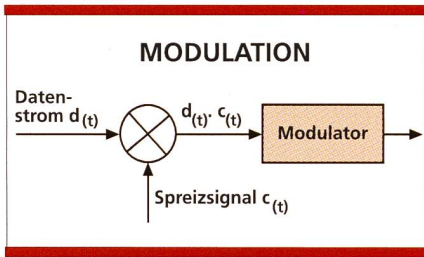 MODULATION
Daten-
strom d(t)
d(t). c(t)
Modulator
Spreizsignal c(t)